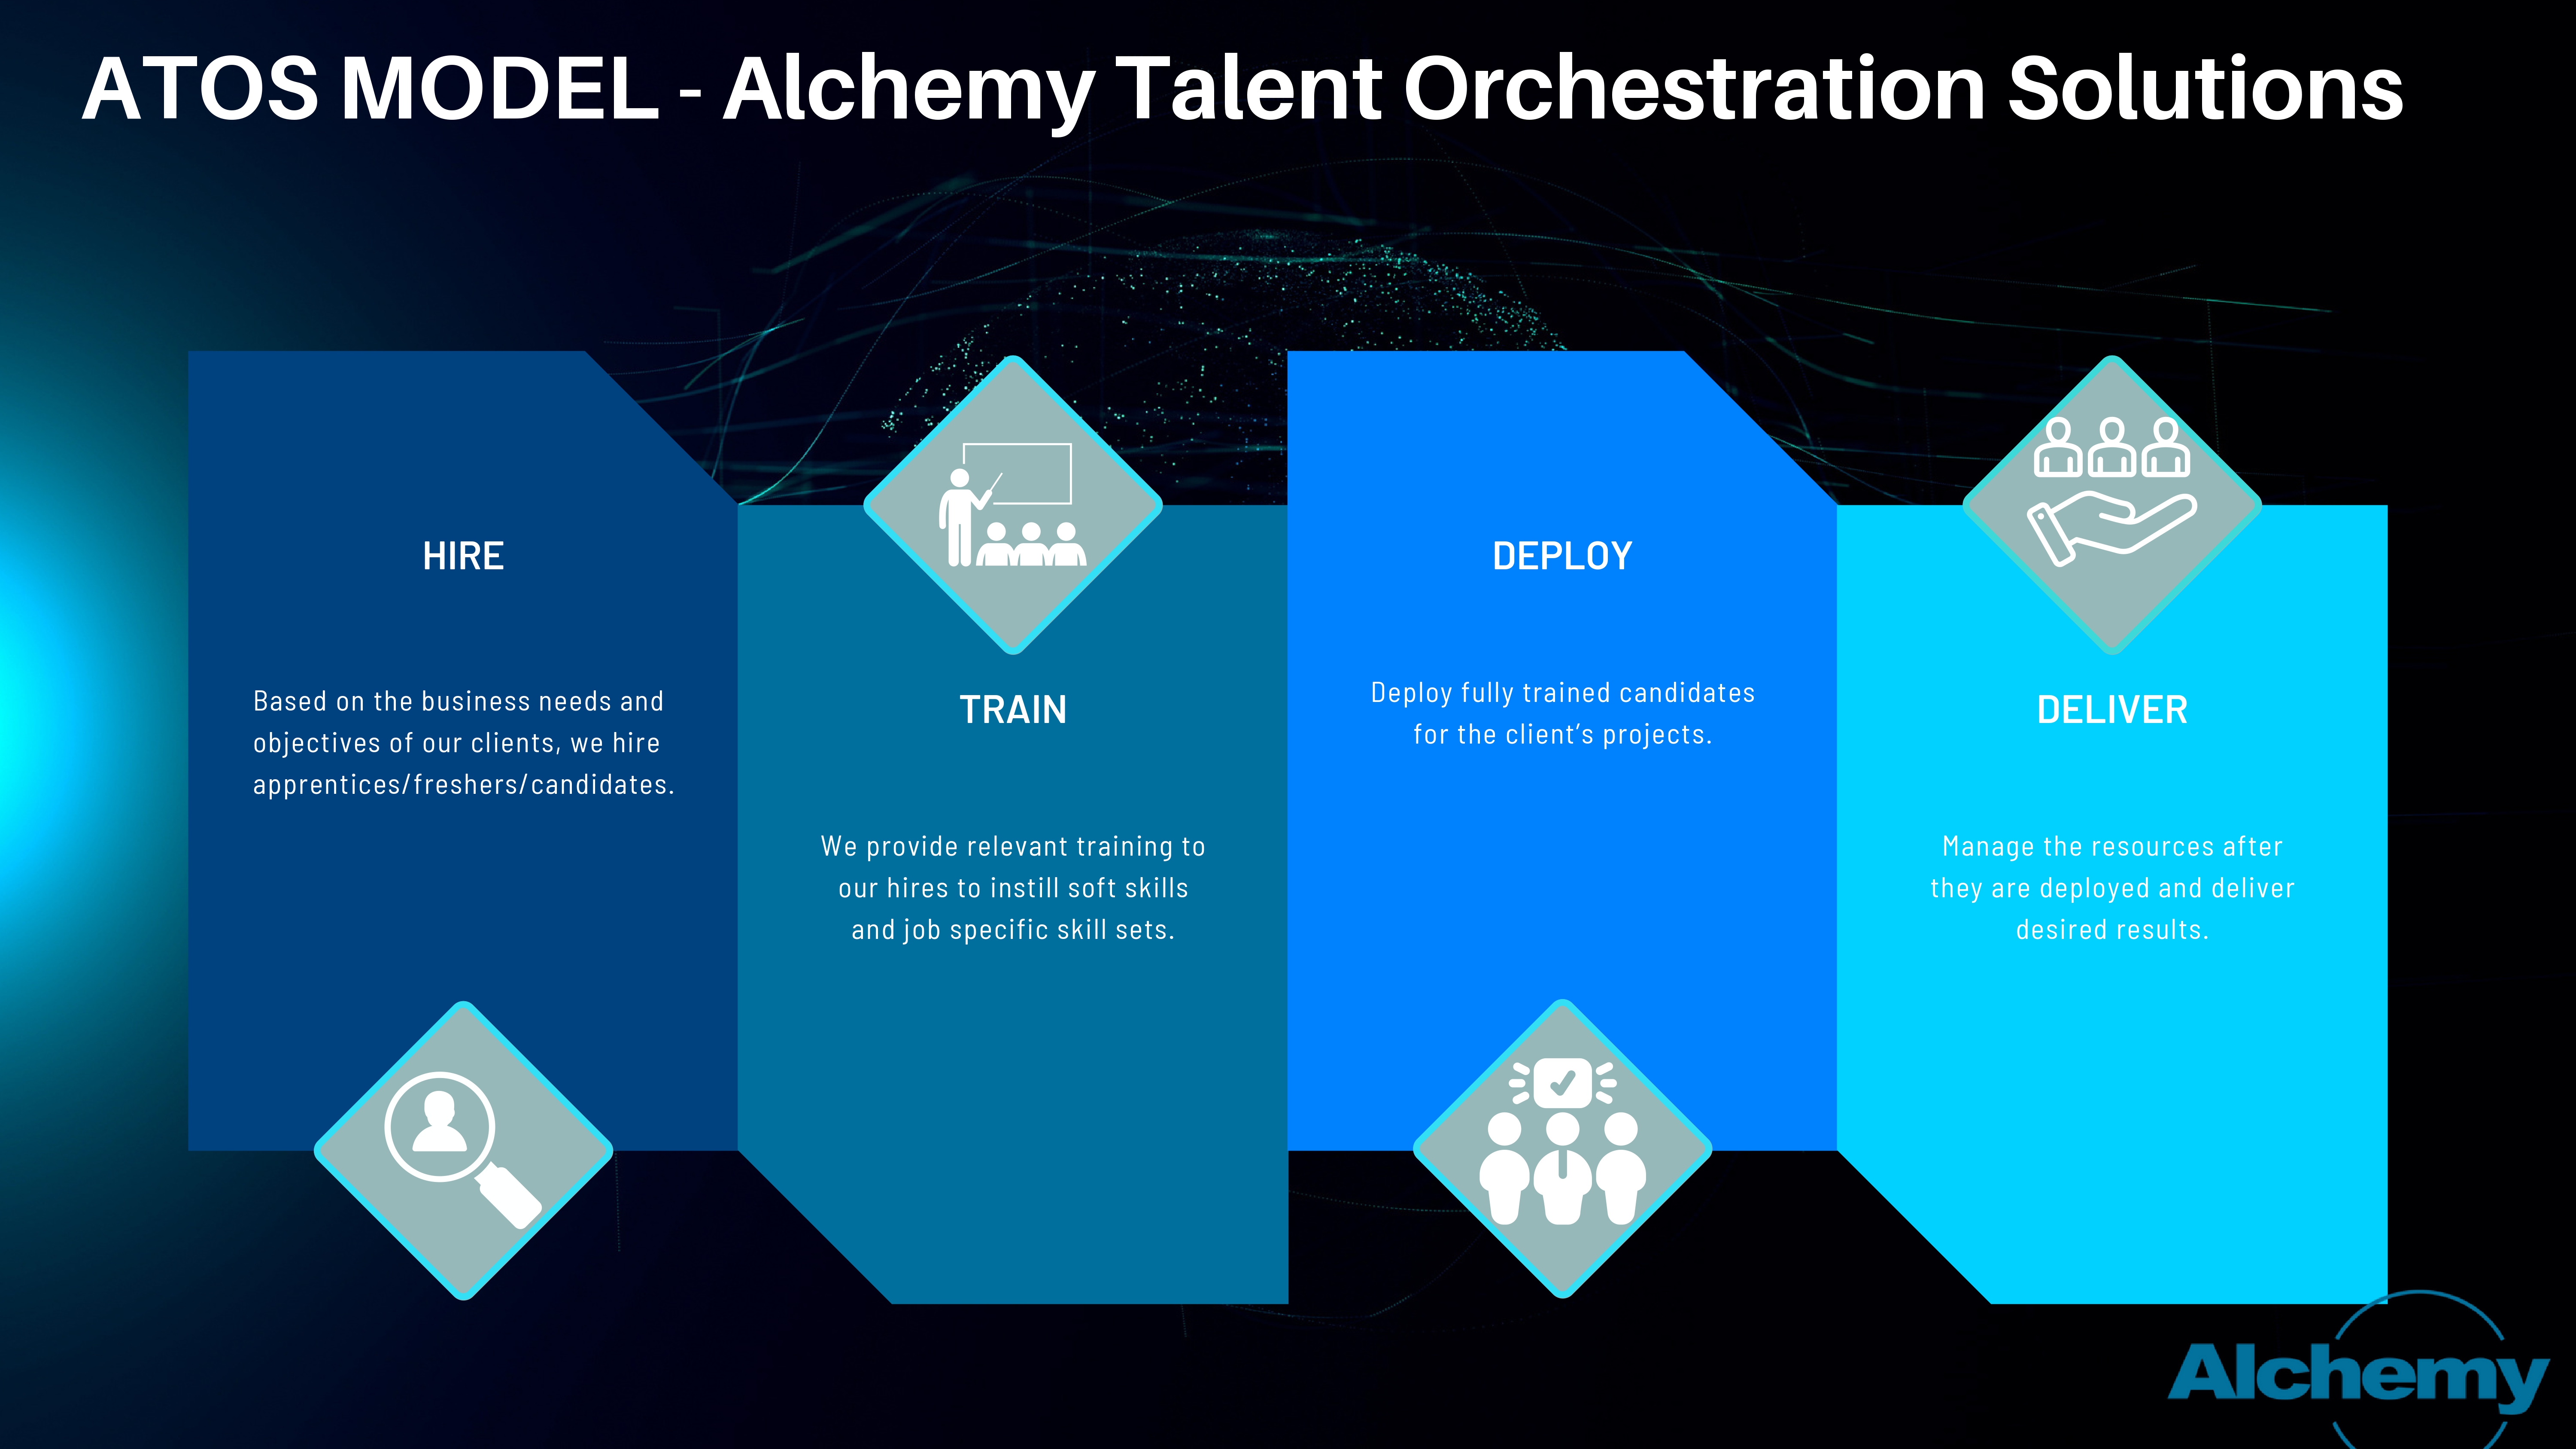 ATOS MODEL - Alchemy Talent Orchestration Solutions
HIRE
Based on the business needs and
objectives of our clients, we hire
apprentices/freshers/candidates.
TRAIN
We provide relevant training to
our hires to instill soft skills
and job specific skill sets.
DEPLOY
Deploy fully trained candidates
for the client’s projects.
DELIVER
Manage the resources after
they are deployed and deliver
desired results.
Alchemy